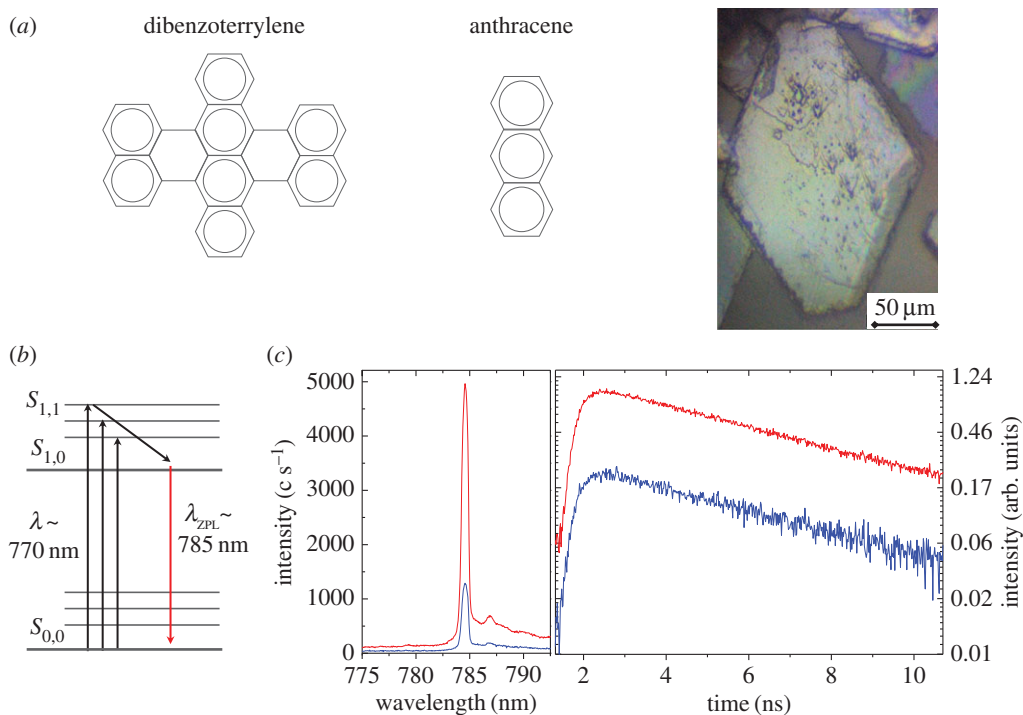 (a) dibenzoterrylene anthracene
50 µm
(b)
S1,1
S1,0
λ ~
770 nm
λZPL ~
785 nm
S0,0
(c)
5000
4000
3000
2000
1000
0
intensity (c s⁻¹)
775 780 785 790
wavelength (nm)
2 4 6 8 10
time (ns)
1.24
0.46
0.17
0.06
0.02
0.01
intensity (arb. units)